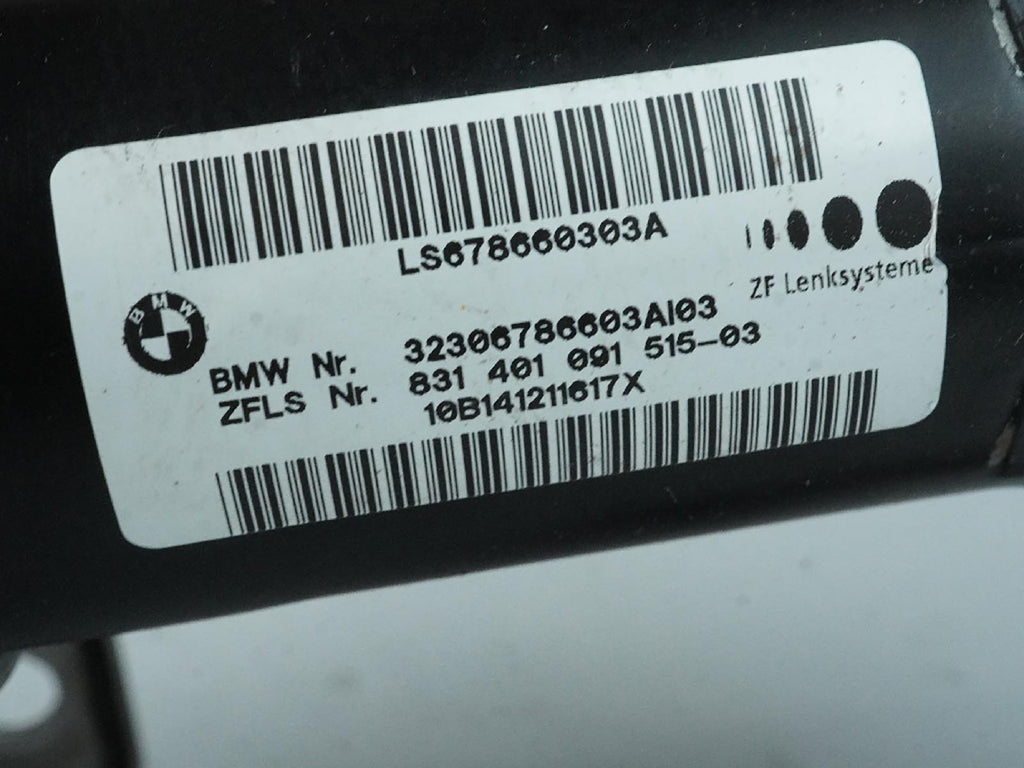 LS678660303A
ZF Lenksysteme
BMW
BMW Nr. 32306786603AI03
ZFLS Nr. 831 401 091 515-03
10B141211617X